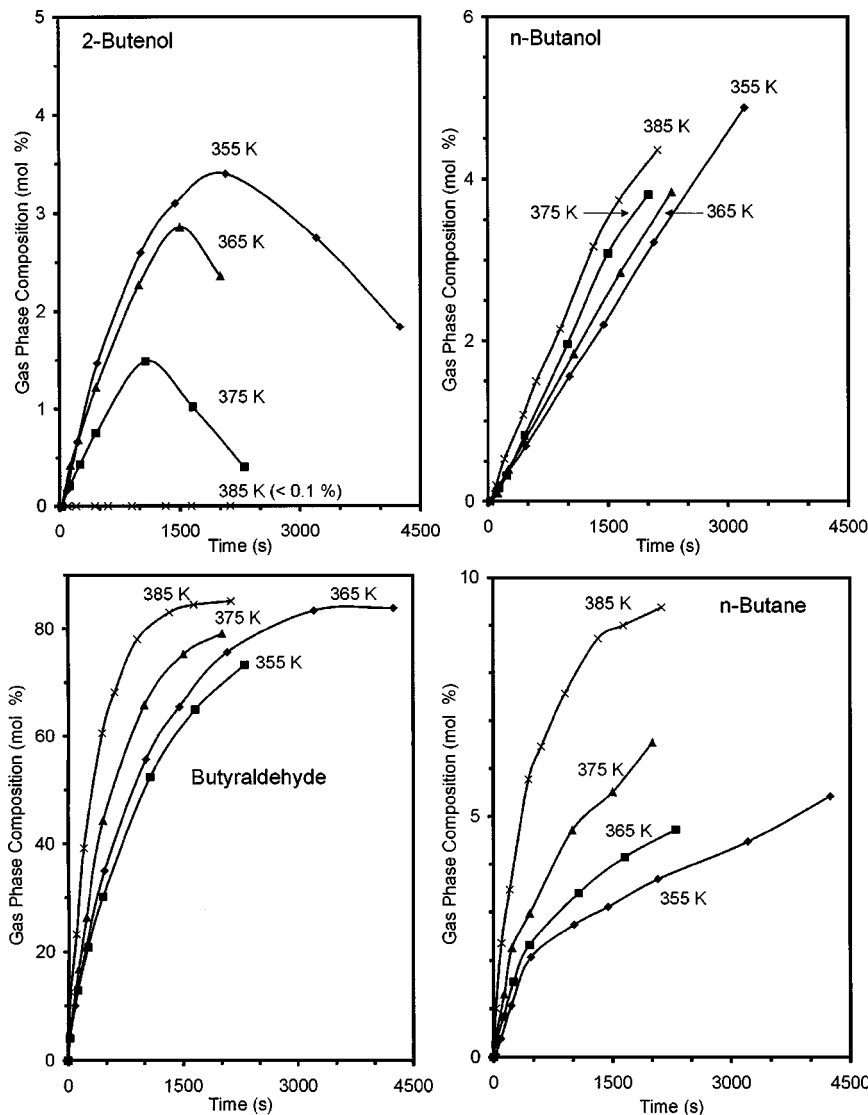 2-Butenol
Gas Phase Composition (mol %)
5
4
3
2
1
0
355 K
365 K
375 K
385 K (< 0.1 %)
0 1500 3000 4500
Time (s)
n-Butanol
Gas Phase Composition (mol %)
6
4
2
0
355 K
385 K
375 K
365 K
0 1500 3000 4500
Time (s)
Butyraldehyde
Gas Phase Composition (mol %)
80
60
40
20
0
385 K
365 K
375 K
355 K
0 1500 3000 4500
Time (s)
n-Butane
Gas Phase Composition (mol %)
10
5
0
385 K
375 K
365 K
355 K
0 1500 3000 4500
Time (s)